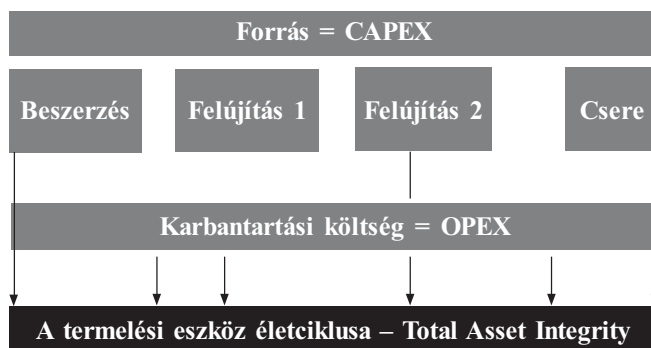 Forrás = CAPEX
Beszerzés
Felújítás 1
Felújítás 2
Csere
Karbantartási költség = OPEX
A termelési eszköz életciklusa – Total Asset Integrity